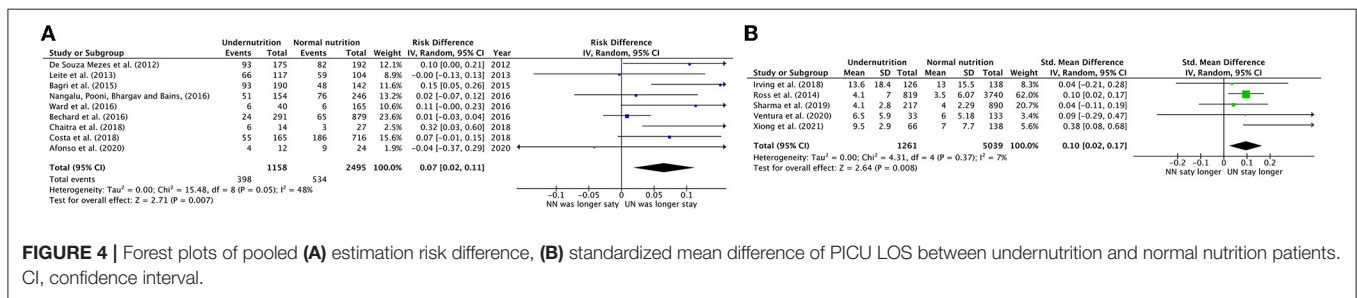 A
Undernutrition Normal nutrition Risk Difference Risk Difference
Study or Subgroup Events Total Events Total Weight IV, Random, 95% CI Year IV, Random, 95% CI
De Souza Mezes et al. (2012) 93 175 82 192 12.1% 0.10 [0.00, 0.21] 2012
Leite et al. (2013) 66 117 59 104 8.9% -0.00 [-0.13, 0.13] 2013
Bagri et al. (2015) 93 190 48 142 11.6% 0.15 [0.05, 0.26] 2015
Nangalu, Pooni, Bhargav and Bains, (2016) 51 154 76 246 13.6% 0.02 [-0.07, 0.12] 2016
Ward et al. (2016) 6 40 6 165 11.6% 0.11 [-0.00, 0.23] 2016
Bechard et al. (2016) 24 291 65 879 21.2% 0.01 [-0.03, 0.04] 2016
Chaitra et al. (2018) 6 14 3 27 2.5% 0.32 [0.03, 0.60] 2018
Costa et al. (2018) 55 165 186 716 15.9% 0.07 [-0.01, 0.15] 2018
Afonso et al. (2020) 4 12 9 24 1.9% -0.04 [-0.37, 0.29] 2020
Total (95% CI) 1158 2495 100.0% 0.07 [0.02, 0.11]
Total events 398 534
Heterogeneity: Tau² = 0.00; Chi² = 15.48, df = 8 (P = 0.05); I² = 48%
Test for overall effect: Z = 2.71 (P = 0.007)
-0.1 -0.05 0 0.05 0.1
NN was longer saty UN was longer stay
B
Undernutrition Normal nutrition Std. Mean Difference Std. Mean Difference
Study or Subgroup Mean SD Total Mean SD Total Weight IV, Random, 95% CI IV, Random, 95% CI
Irving et al. (2018) 13.6 18.4 126 13 15.5 138 7.4% 0.04 [-0.21, 0.28]
Ross et al. (2014) 4.1 7 819 3.5 6.07 3740 62.0% 0.10 [0.02, 0.17]
Sharma et al. (2019) 4.1 2.8 217 4 2.29 890 20.7% 0.04 [-0.11, 0.19]
Ventura et al. (2020) 6.5 5.9 33 6 5.18 133 3.4% 0.09 [-0.29, 0.47]
Xiong et al. (2021) 9.5 2.9 66 7 7.7 138 5.6% 0.38 [0.08, 0.68]
Total (95% CI) 1261 5039 100.0% 0.10 [0.02, 0.17]
Heterogeneity: Tau² = 0.00; Chi² = 4.31, df = 4 (P = 0.37); I² = 7%
Test for overall effect: Z = 2.64 (P = 0.008)
-0.2 -0.1 0 0.1 0.2
NN saty longer UN stay longer
FIGURE 4 | Forest plots of pooled (A) estimation risk difference, (B) standardized mean difference of PICU LOS between undernutrition and normal nutrition patients.
CI, confidence interval.